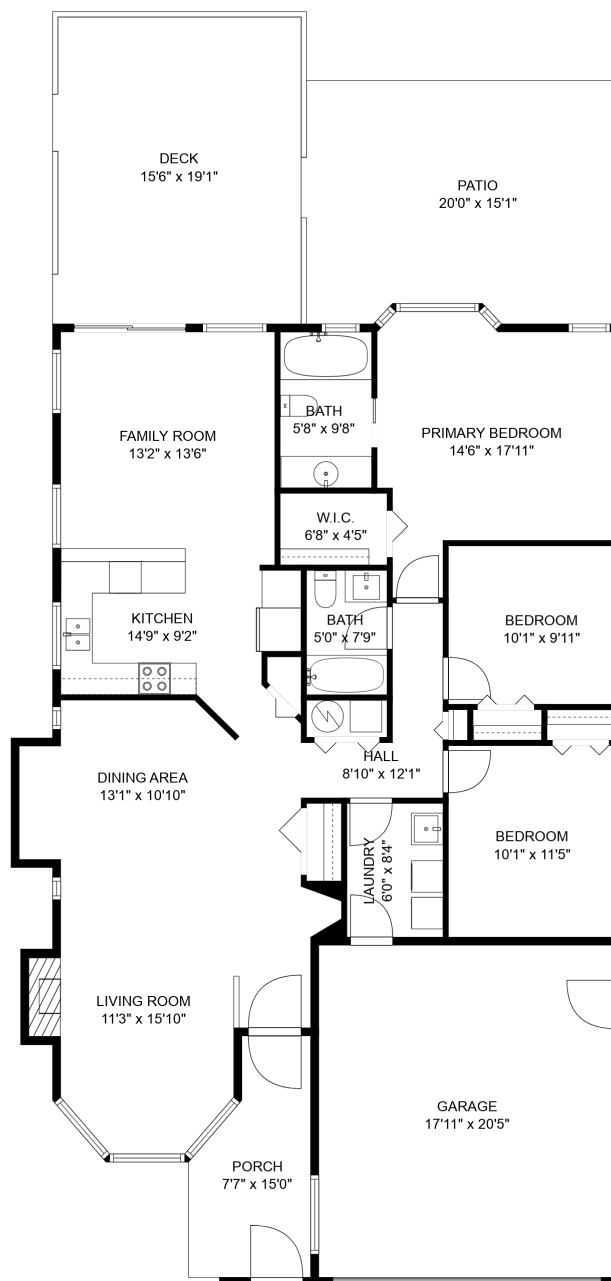 DECK
15'6" x 19'1"
PATIO
20'0" x 15'1"
BATH
5'8" x 9'8"
FAMILY ROOM
13'2" x 13'6"
PRIMARY BEDROOM
14'6" x 17'11"
W.I.C.
6'8" x 4'5"
KITCHEN
14'9" x 9'2"
BATH
5'0" x 7'9"
BEDROOM
10'1" x 9'11"
HALL
8'10" x 12'1"
DINING AREA
13'1" x 10'10"
BEDROOM
10'1" x 11'5"
LAUNDRY
6'0" x 8'4"
LIVING ROOM
11'3" x 15'10"
GARAGE
17'11" x 20'5"
PORCH
7'7" x 15'0"